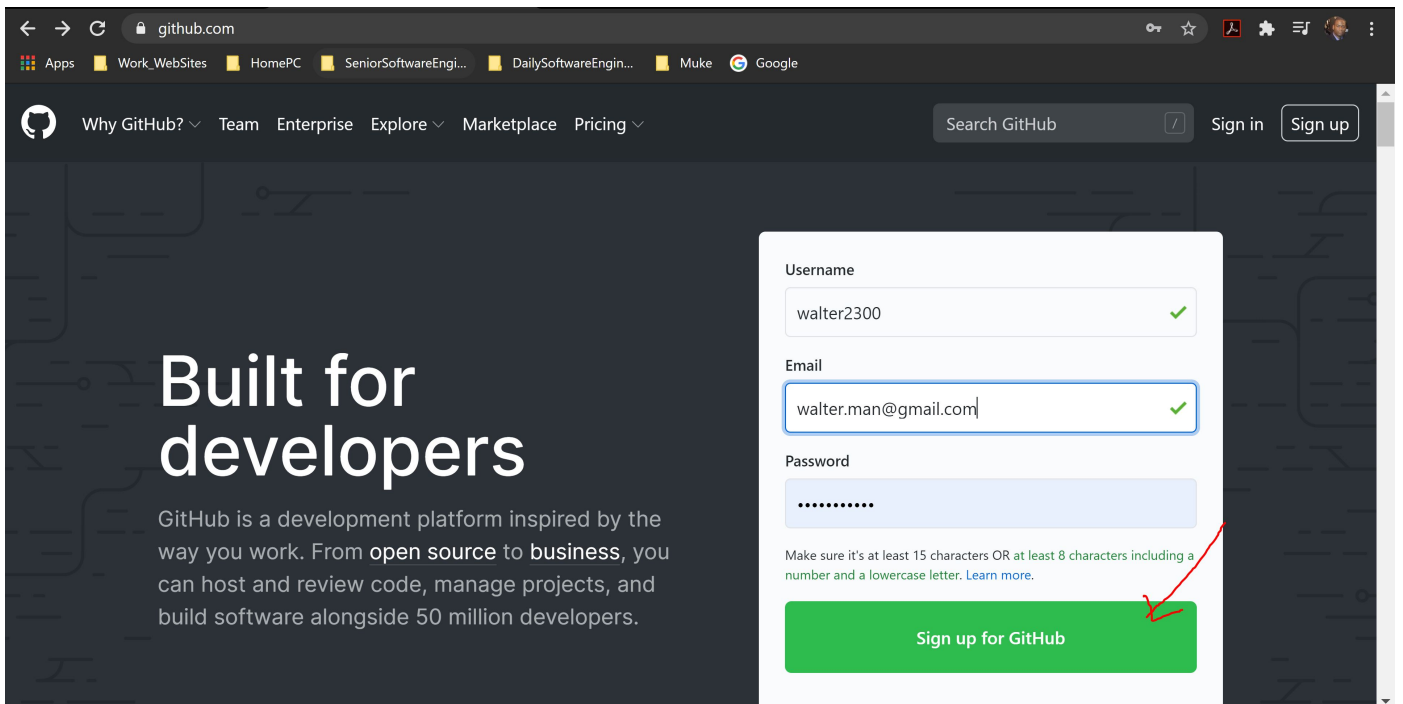 github.com
Apps Work_WebSites HomePC SeniorSoftwareEngi... DailySoftwareEngin... Muke Google
Why GitHub? Team Enterprise Explore Marketplace Pricing Search GitHub / Sign in Sign up
Username
walter2300
Email
walter.man@gmail.com
Password
•••••••••••
Make sure it's at least 15 characters OR at least 8 characters including a
number and a lowercase letter. Learn more.
Sign up for GitHub
Built for
developers
GitHub is a development platform inspired by the
way you work. From open source to business, you
can host and review code, manage projects, and
build software alongside 50 million developers.